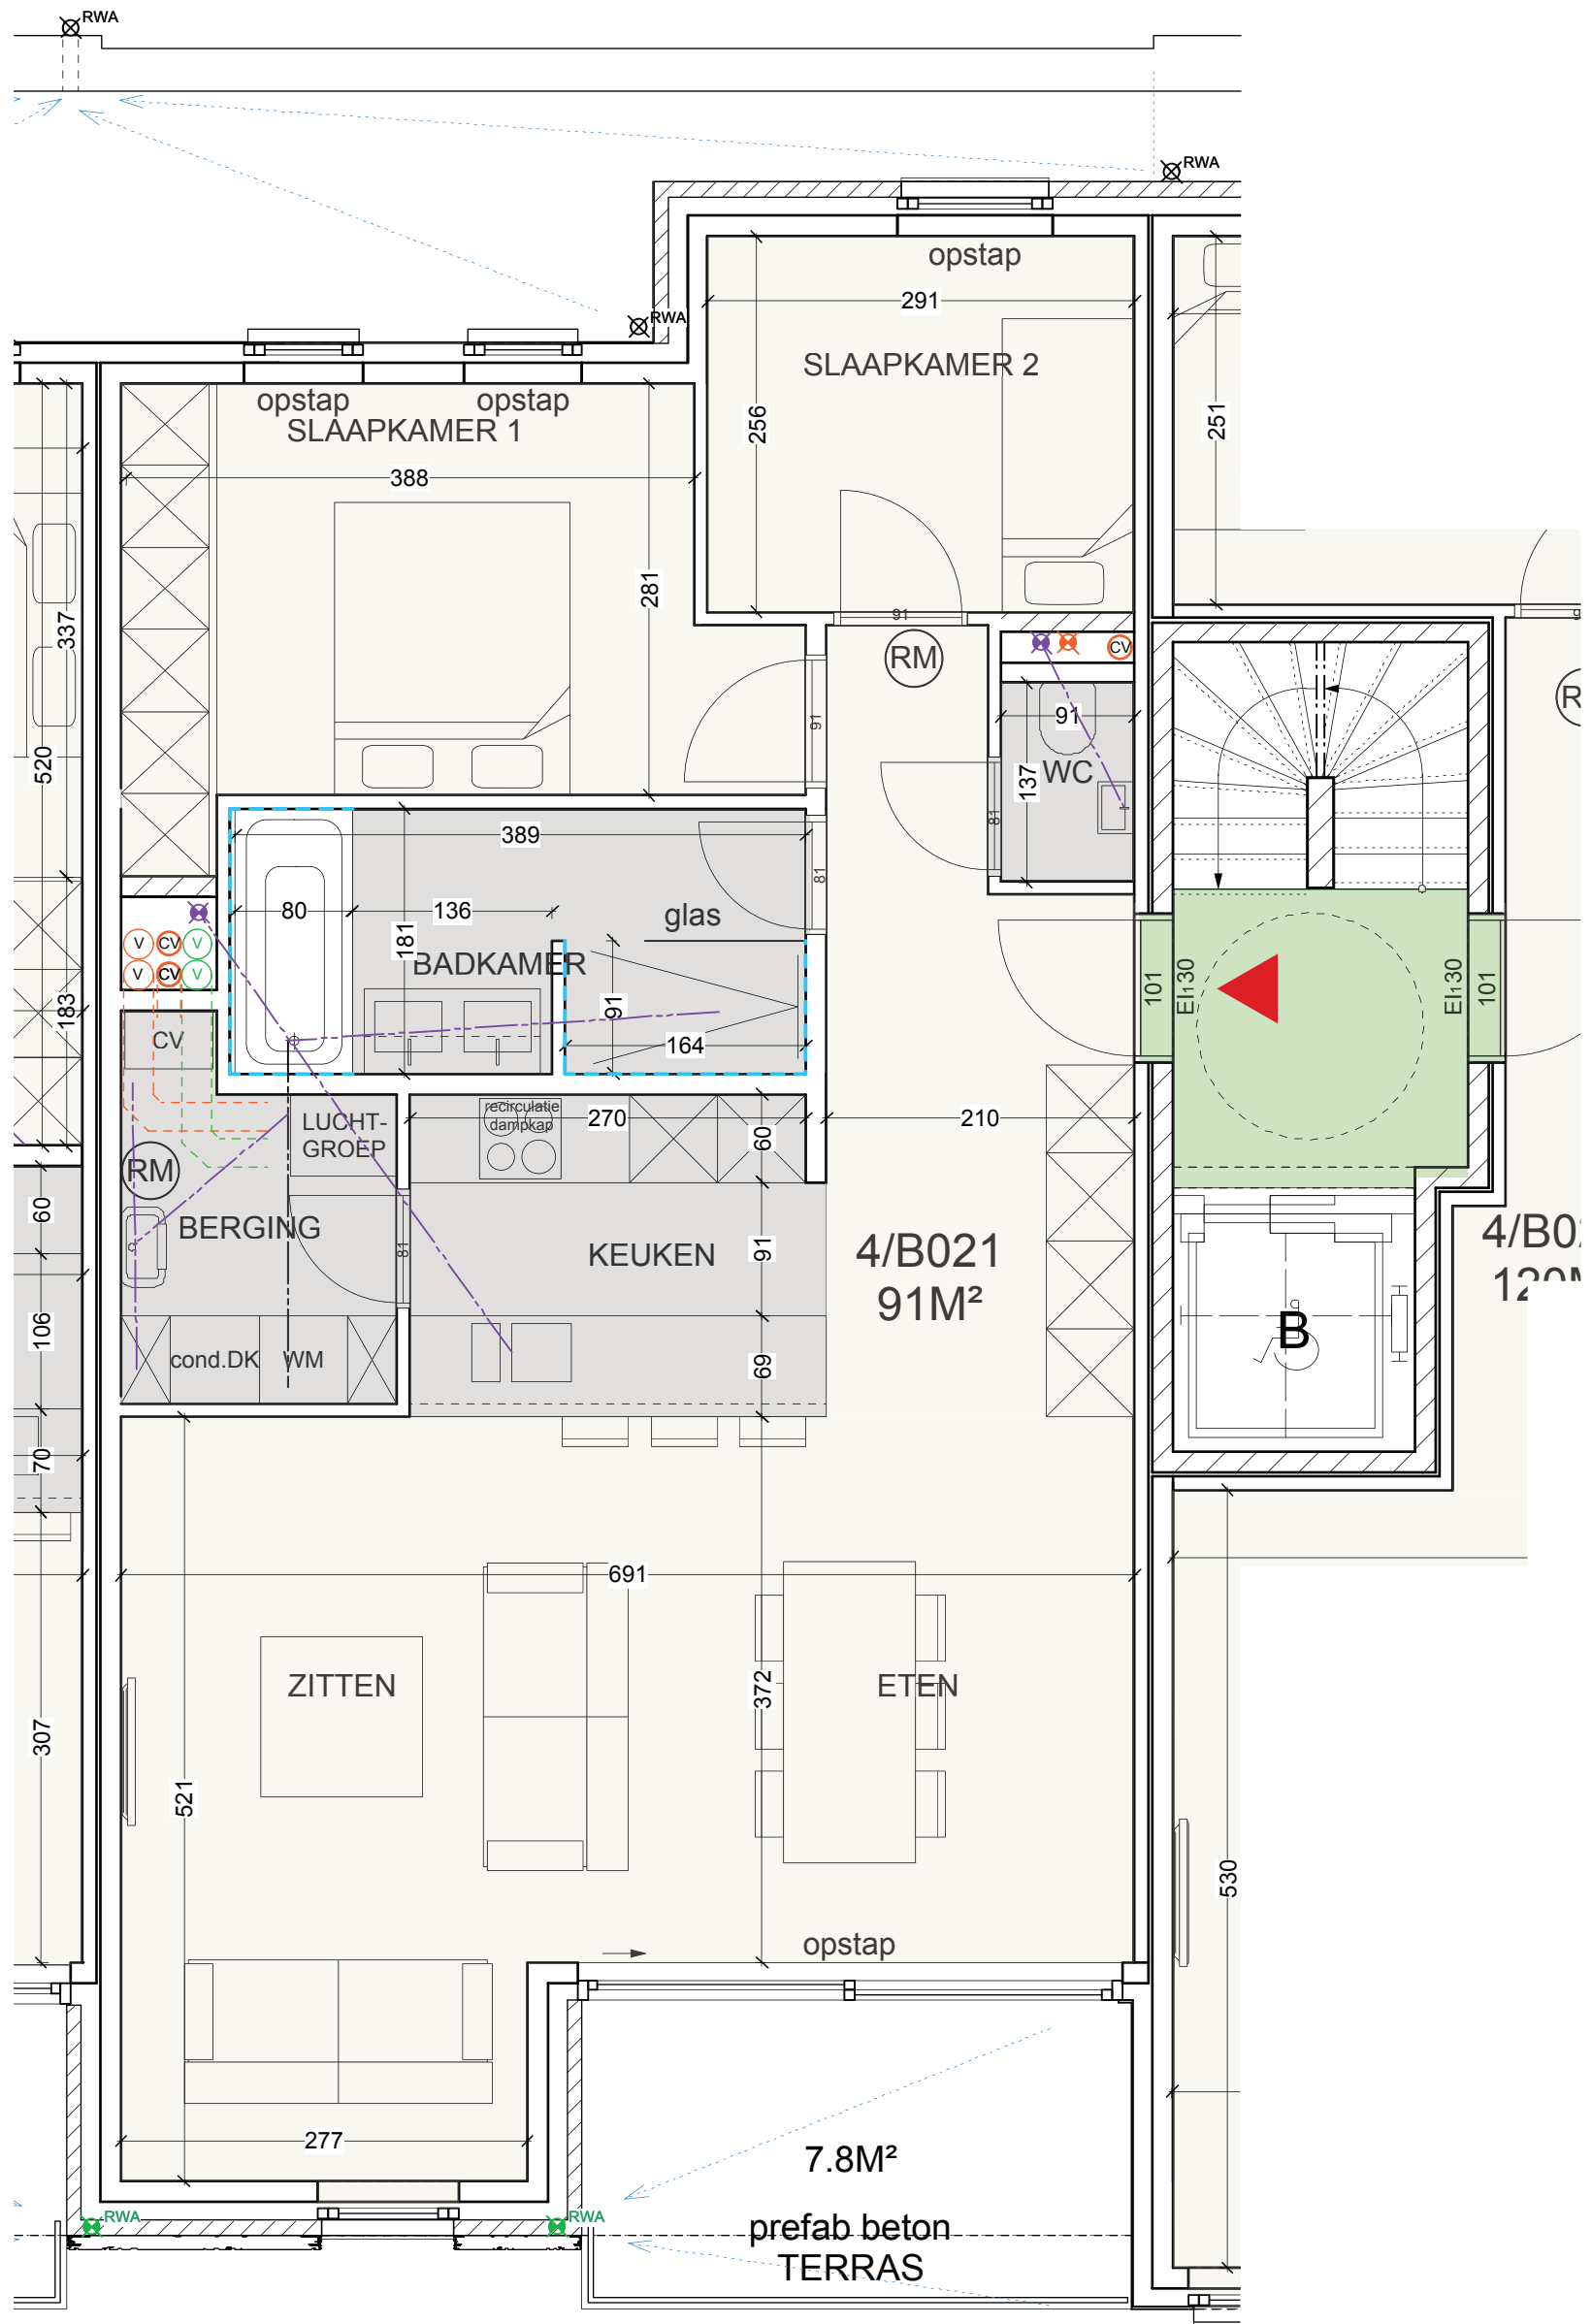 RWA
RWA
opstap
291
SLAAPKAMER 2
RWA
256
251
opstap
opstap
SLAAPKAMER 1
388
281
337
520
183
91
RM
CV
91
91
137
WC
81
389
81
80
136
glas
181
BADKAMER
91
164
V
CV
V
V
CV
V
CV
LUCHT-
GROEP
RM
BERGING
81
cond.DK
WM
recirculatie
dampkap
270
60
210
KEUKEN
91
69
4/B021
91M²
101
EI₁30
EI₁30
101
B
60
106
70
307
691
ZITTEN
ETEN
372
521
530
opstap
277
7.8M²
prefab beton
TERRAS
RWA
RWA